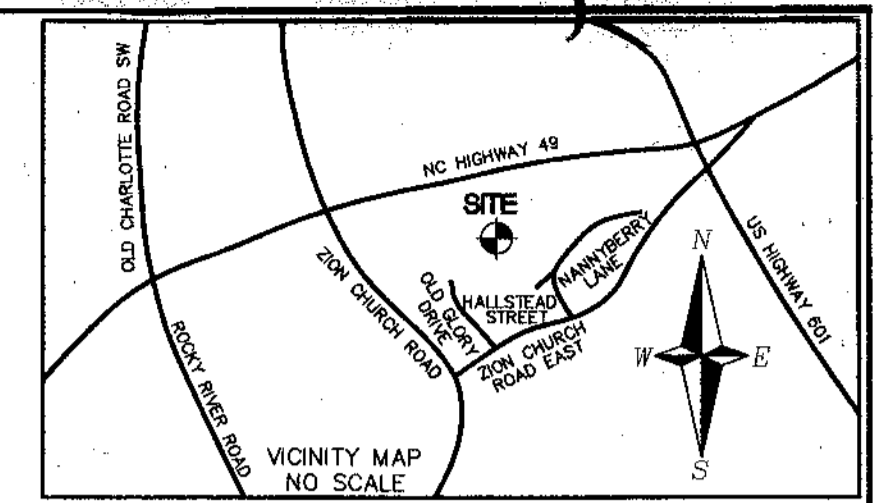 OLD CHARLOTTE ROAD SW
NC HIGHWAY 49
SITE
NANNYBERRY
LANE
N
US HIGHWAY 601
ZION CHURCH ROAD
OLD GLORY
DRIVE
HALLSTEAD
STREET
ZION CHURCH
ROAD EAST
W
E
ROCKY RIVER ROAD
VICINITY MAP
NO SCALE
S